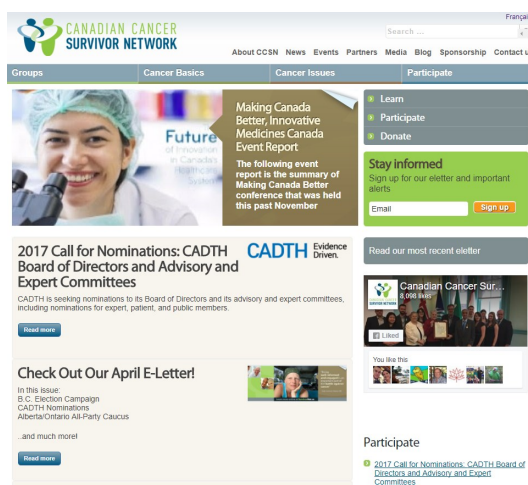 Françai
CANADIAN CANCER
SURVIVOR NETWORK
Search ...
About CCSN News Events Partners Media Blog Sponsorship Contact u
Groups
Cancer Basics
Cancer Issues
Participate
Future
of Innovation
in Canada's
Healthcare
System
Making Canada
Better, Innovative
Medicines Canada
Event Report
The following event
report is the summary of
Making Canada Better
conference that was held
this past November
Learn
Participate
Donate
Stay informed
Sign up for our eletter and important
alerts
Email
Sign up
2017 Call for Nominations: CADTH
Board of Directors and Advisory and
Expert Committees
CADTH Evidence
Driven.
CADTH is seeking nominations to its Board of Directors and its advisory and expert committees,
including nominations for expert, patient, and public members.
Read more
Read our most recent eletter
Canadian Cancer Sur...
8,098 likes
Liked
You like this
Check Out Our April E-Letter!
In this issue:
B.C. Election Campaign
CADTH Nominations
Alberta/Ontario All-Party Caucus
..and much more!
Read more
Participate
2017 Call for Nominations: CADTH Board of
Directors and Advisory and Expert
Committees